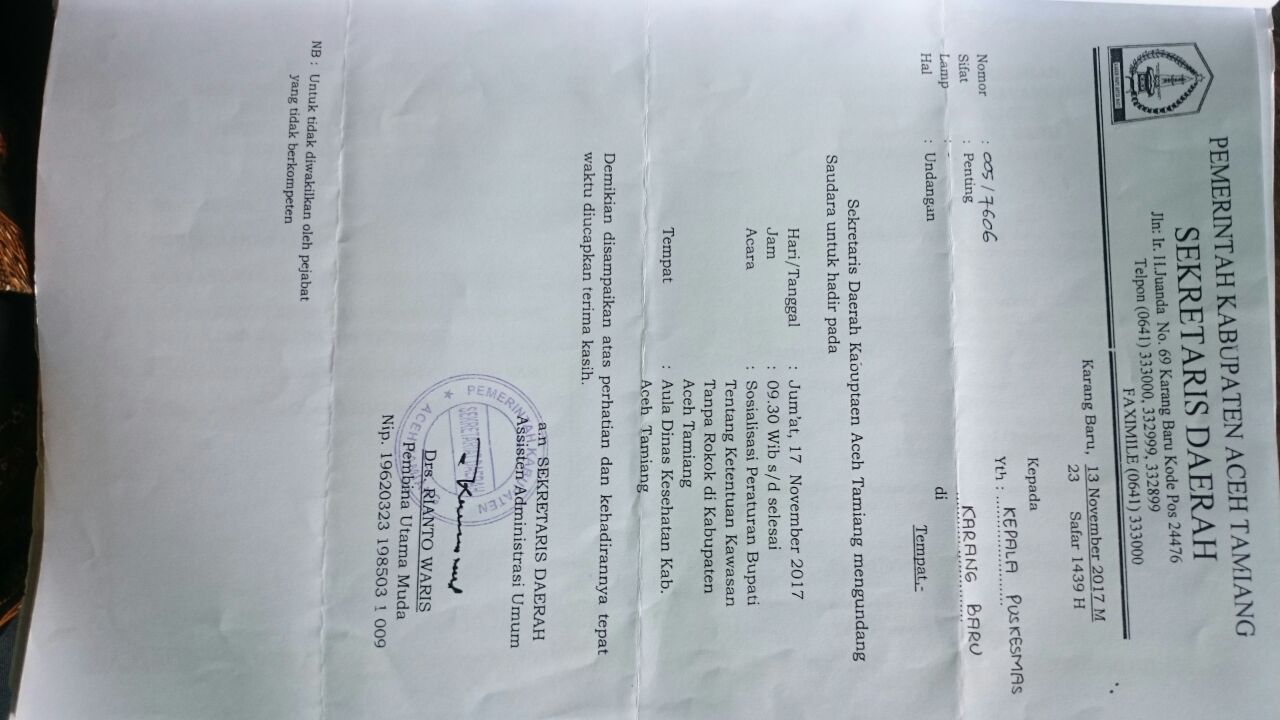 PEMERINTAH KABUPATEN ACEH TAMIANG
SEKRETARIS DAERAH
Jln: Ir. H.Juanda No. 69 Karang Baru Kode Pos 24476
Telpon (0641) 333000, 332999, 332899
FAXIMILE (0641) 333000
Karang Baru, 13 November 2017 M
23 Safar 1439 H
Kepada
Yth : KEPALA PUSKESMAS
KARANG BARU
di
Tempat,-
Nomor : 005/7606
Sifat : Penting
Lamp : -
Hal : Undangan
Sekretaris Daerah Kabuptaen Aceh Tamiang mengundang
Saudara untuk hadir pada
Hari/Tanggal : Jum'at, 17 November 2017
Jam : 09.30 Wib s/d selesai
Acara : Sosialisasi Peraturan Bupati
Tentang Ketentuan Kawasan
Tanpa Rokok di Kabupaten
Aceh Tamiang
Tempat : Aula Dinas Kesehatan Kab.
Aceh Tamiang
Demikian disampaikan atas perhatian dan kehadirannya tepat
waktu diucapkan terima kasih.
a.n SEKRETARIS DAERAH
Assisten Administrasi Umum
PEMERINTAH KABUPATEN
SEKRETARIAT DAERAH
ACEH TAMIANG
Drs. RIANTO WARIS
Pembina Utama Muda
Nip. 19620323 198503 1 009
NB : Untuk tidak diwakilkan oleh pejabat
yang tidak berkompeten